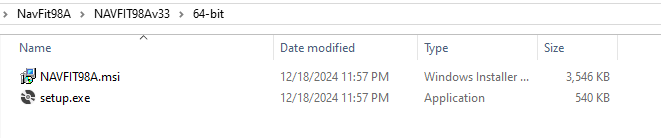 NavFit98A > NAVFIT98Av33 > 64-bit
Name Date modified Type Size
NAVFIT98A.msi 12/18/2024 11:57 PM Windows Installer ... 3,546 KB
setup.exe 12/18/2024 11:57 PM Application 540 KB